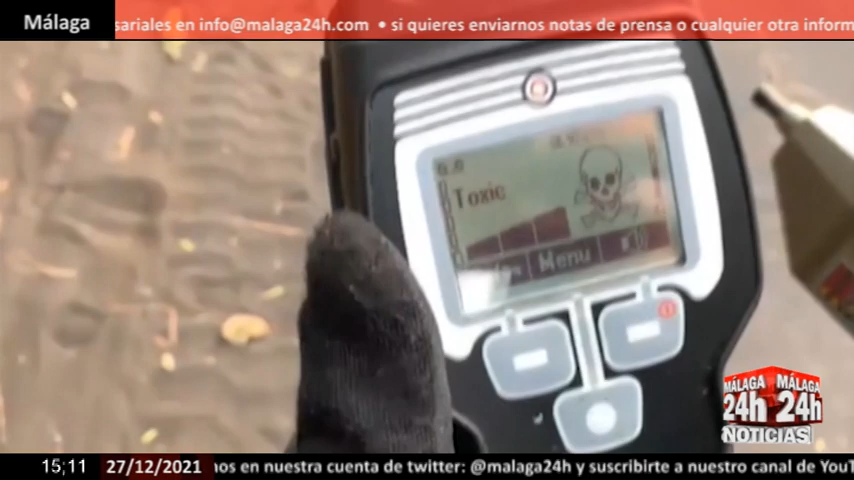 Málaga
sariales en info@malaga24h.com • si quieres enviarnos notas de prensa o cualquier otra inform
Toxic
Menu
MÁLAGA MÁLAGA
24h 24h
NOTICIAS
15:11 27/12/2021 nos en nuestra cuenta de twitter: @malaga24h y suscribirte a nuestro canal de YouT